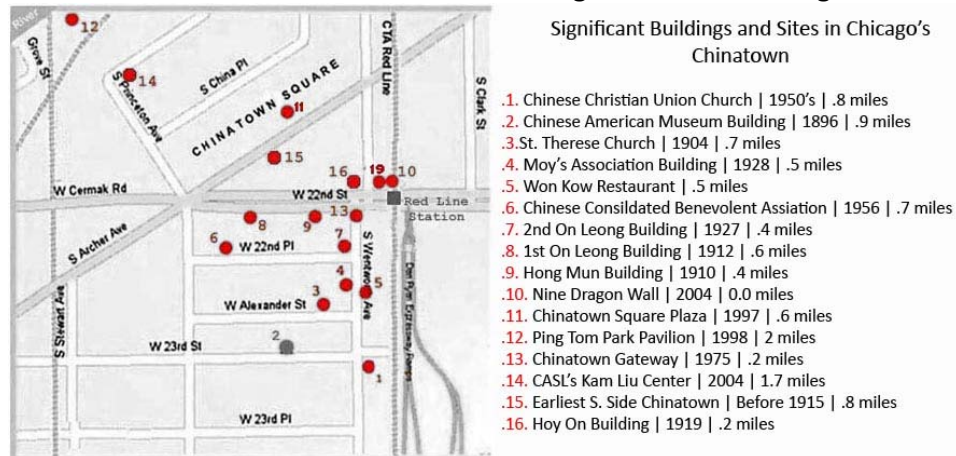 Significant Buildings and Sites in Chicago's
Chinatown
.1. Chinese Christian Union Church | 1950's | .8 miles
.2. Chinese American Museum Building | 1896 | .9 miles
.3.St. Therese Church | 1904 | .7 miles
.4. Moy's Association Building | 1928 | .5 miles
.5. Won Kow Restaurant | .5 miles
.6. Chinese Consildated Benevolent Assiation | 1956 | .7 miles
.7. 2nd On Leong Building | 1927 | .4 miles
.8. 1st On Leong Building | 1912 | .6 miles
.9. Hong Mun Building | 1910 | .4 miles
.10. Nine Dragon Wall | 2004 | 0.0 miles
.11. Chinatown Square Plaza | 1997 | .6 miles
.12. Ping Tom Park Pavilion | 1998 | 2 miles
.13. Chinatown Gateway | 1975 | .2 miles
.14. CASL's Kam Liu Center | 2004 | 1.7 miles
.15. Earliest S. Side Chinatown | Before 1915 | .8 miles
.16. Hoy On Building | 1919 | .2 miles
River
12
Grove St
14
S Princeton Ave
S China Pl
CHINATOWN SQUARE
11
CTA Red Line
S Clark St
15
16
19
10
W Cermak Rd
W 22nd St
Red Line
Station
S Archer Ave
8
9
13
6
W 22nd Pl
7
S Wentworth Ave
4
5
3
W Alexander St
S Stewart Ave
W 23rd St
2
1
W 23rd Pl
Dan Ryan Expressway Ramps